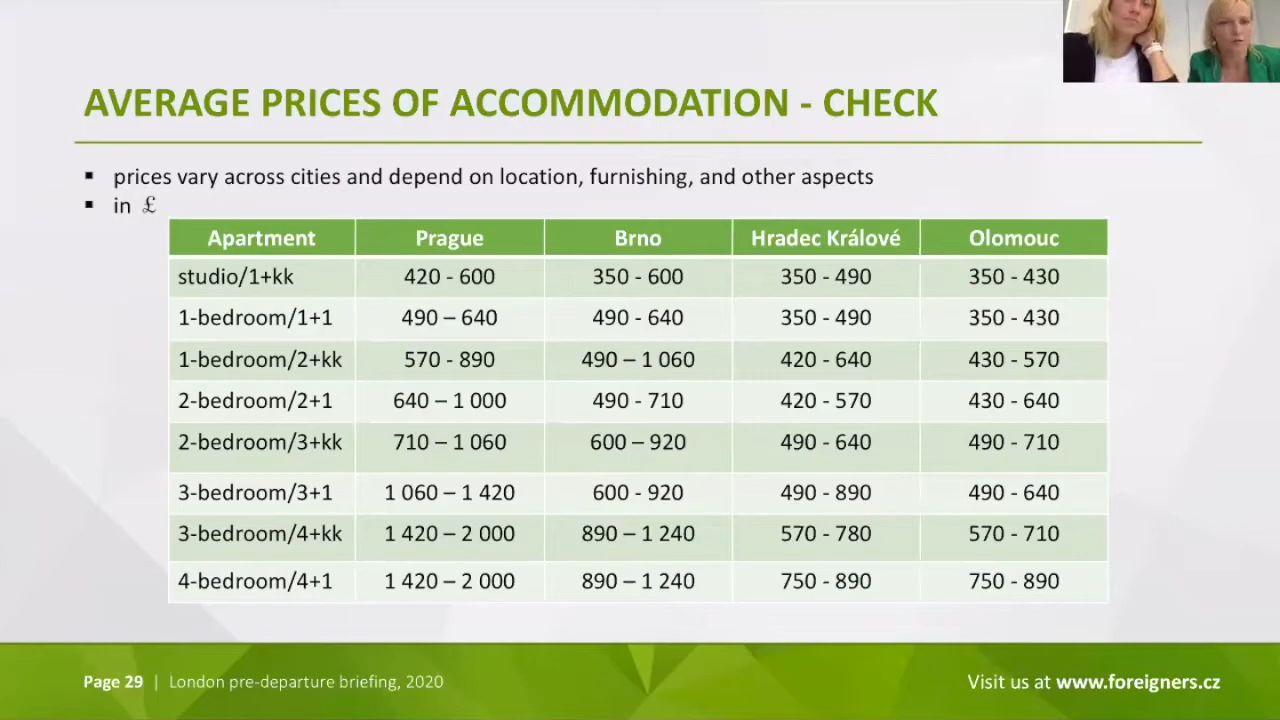 AVERAGE PRICES OF ACCOMMODATION - CHECK
▪ prices vary across cities and depend on location, furnishing, and other aspects
▪ in £
Apartment Prague Brno Hradec Králové Olomouc
studio/1+kk 420 - 600 350 - 600 350 - 490 350 - 430
1-bedroom/1+1 490 – 640 490 - 640 350 - 490 350 - 430
1-bedroom/2+kk 570 - 890 490 – 1 060 420 - 640 430 - 570
2-bedroom/2+1 640 – 1 000 490 - 710 420 - 570 430 - 640
2-bedroom/3+kk 710 – 1 060 600 – 920 490 - 640 490 - 710
3-bedroom/3+1 1 060 – 1 420 600 - 920 490 - 890 490 - 640
3-bedroom/4+kk 1 420 – 2 000 890 – 1 240 570 - 780 570 - 710
4-bedroom/4+1 1 420 – 2 000 890 – 1 240 750 - 890 750 - 890
Page 29 | London pre-departure briefing, 2020 Visit us at www.foreigners.cz